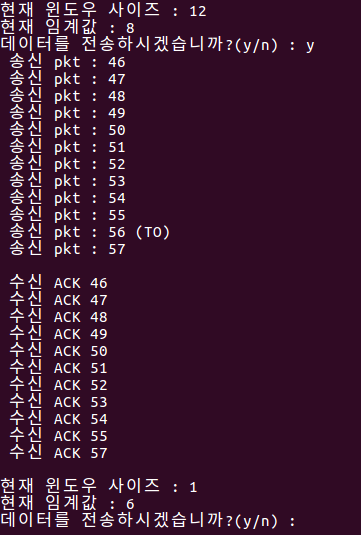 현재 윈도우 사이즈 : 12
현재 임계값 : 8
데이터를 전송하시겠습니까?(y/n) : y
송신 pkt : 46
송신 pkt : 47
송신 pkt : 48
송신 pkt : 49
송신 pkt : 50
송신 pkt : 51
송신 pkt : 52
송신 pkt : 53
송신 pkt : 54
송신 pkt : 55
송신 pkt : 56 (TO)
송신 pkt : 57
수신 ACK 46
수신 ACK 47
수신 ACK 48
수신 ACK 49
수신 ACK 50
수신 ACK 51
수신 ACK 52
수신 ACK 53
수신 ACK 54
수신 ACK 55
수신 ACK 57
현재 윈도우 사이즈 : 1
현재 임계값 : 6
데이터를 전송하시겠습니까?(y/n) :